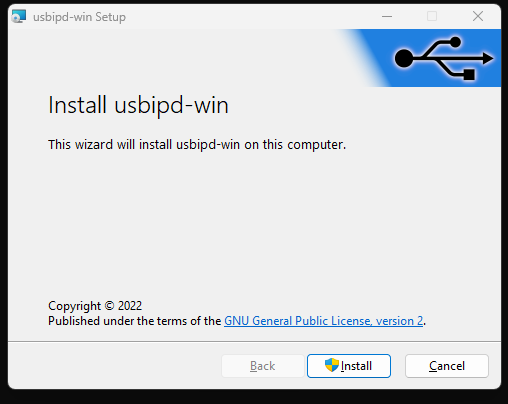 usbipd-win Setup
Install usbipd-win
This wizard will install usbipd-win on this computer.
Copyright © 2022
Published under the terms of the GNU General Public License, version 2.
Back
Install
Cancel